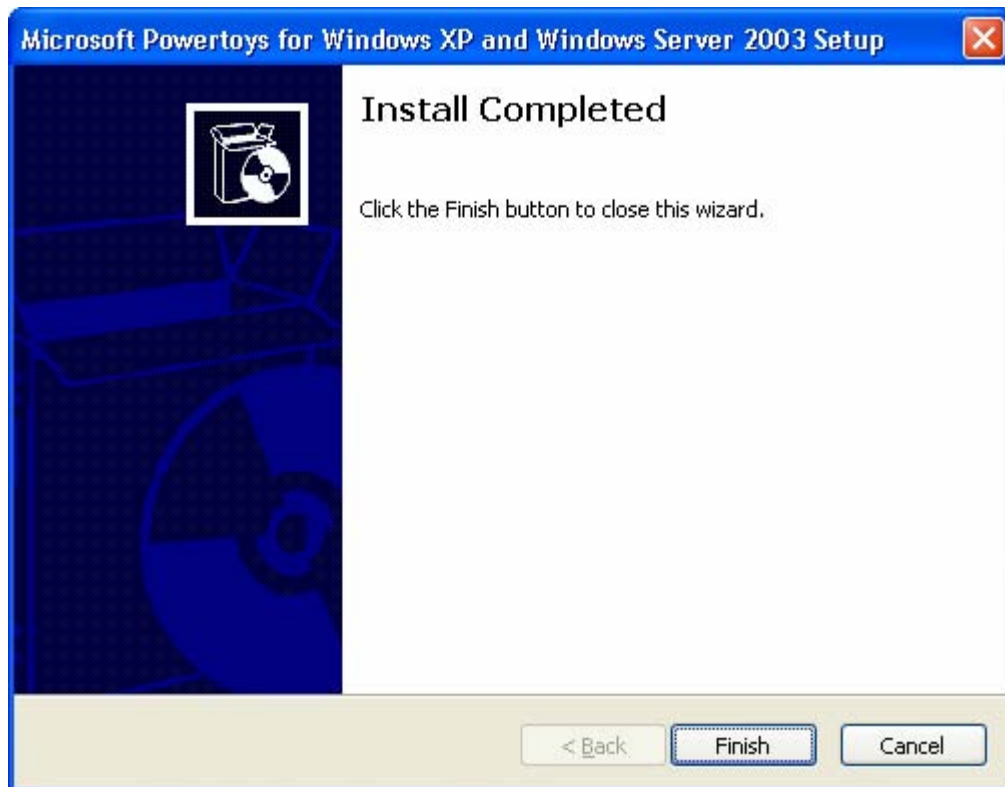 Microsoft Powertoys for Windows XP and Windows Server 2003 Setup
Install Completed
Click the Finish button to close this wizard.
< Back
Finish
Cancel